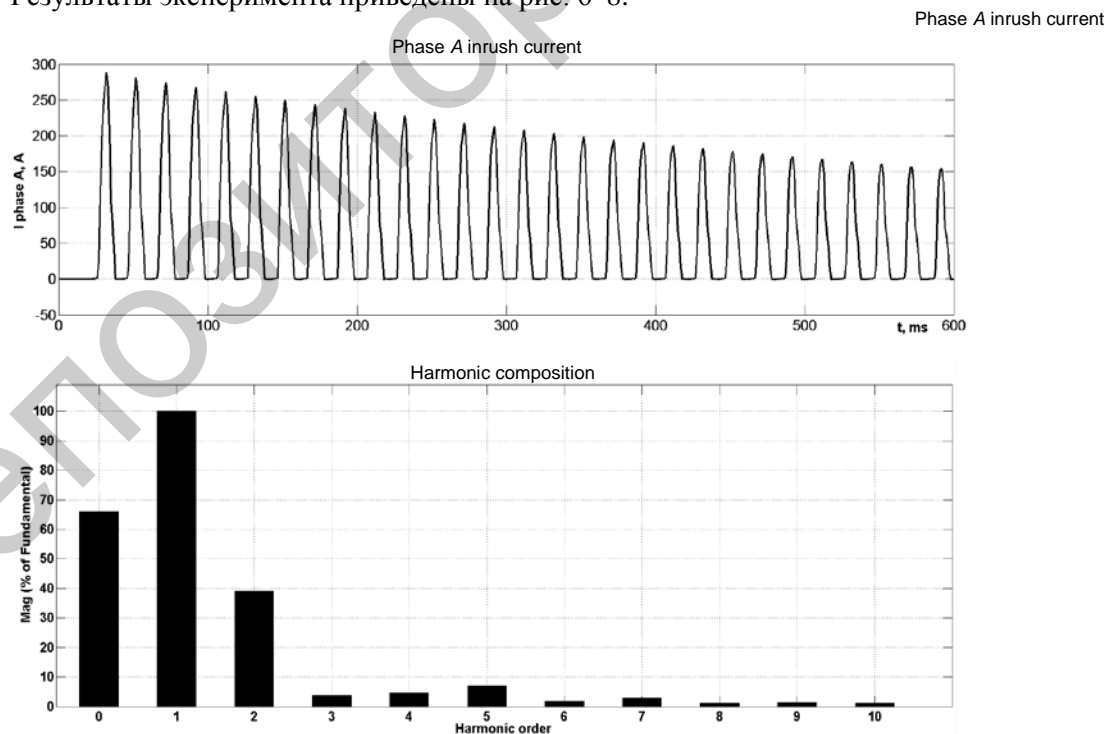 Результаты эксперимента приведены на рис. 6–8.
Phase A inrush current
Phase A inrush current
I phase A, A
300
250
200
150
100
50
0
-50
0 100 200 300 400 500 t, ms 600
Harmonic composition
Mag (% of Fundamental)
100
90
80
70
60
50
40
30
20
10
0
0 1 2 3 4 5 6 7 8 9 10
Harmonic order
епозитор